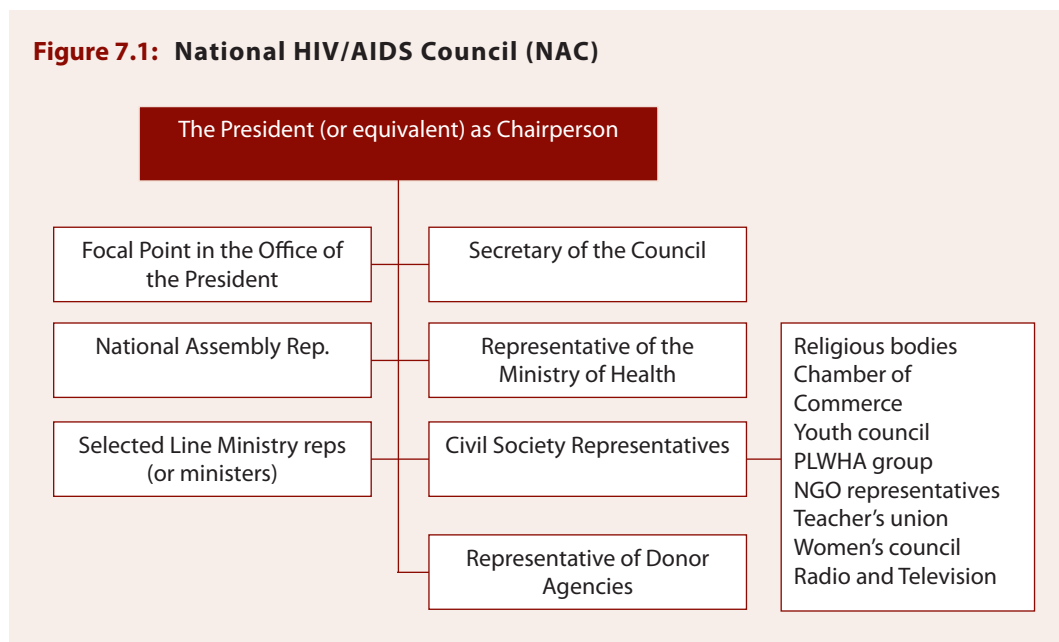 Figure 7.1: National HIV/AIDS Council (NAC)
The President (or equivalent) as Chairperson
Focal Point in the Office of
the President
Secretary of the Council
National Assembly Rep.
Representative of the
Ministry of Health
Selected Line Ministry reps
(or ministers)
Civil Society Representatives
Religious bodies
Chamber of
Commerce
Youth council
PLWHA group
NGO representatives
Teacher’s union
Women’s council
Radio and Television
Representative of Donor
Agencies